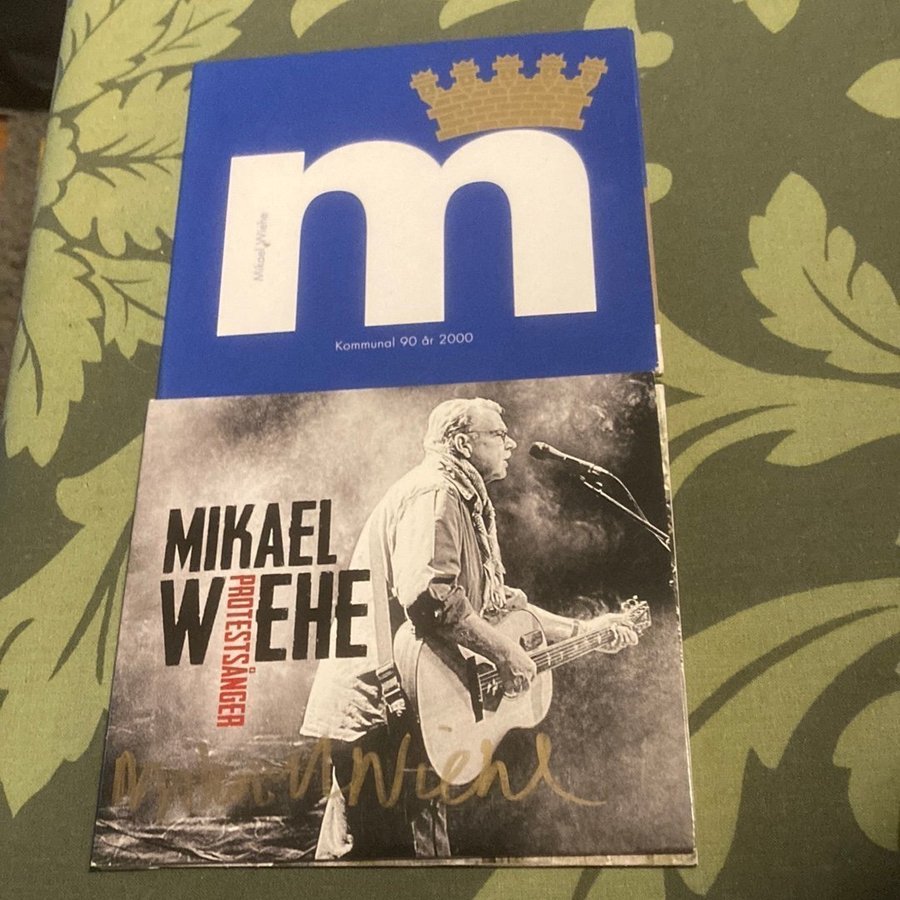 m
Mikael Wiehe
Kommunal 90 år 2000
MIKAEL
WIEHE
PROTESTSÅNGER
Mikael Wiehe